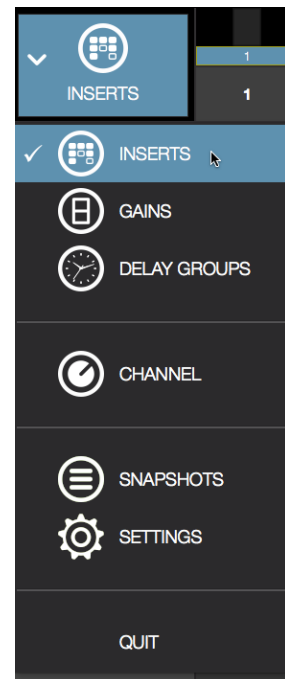 1
INSERTS
1
INSERTS
GAINS
DELAY GROUPS
CHANNEL
SNAPSHOTS
SETTINGS
QUIT